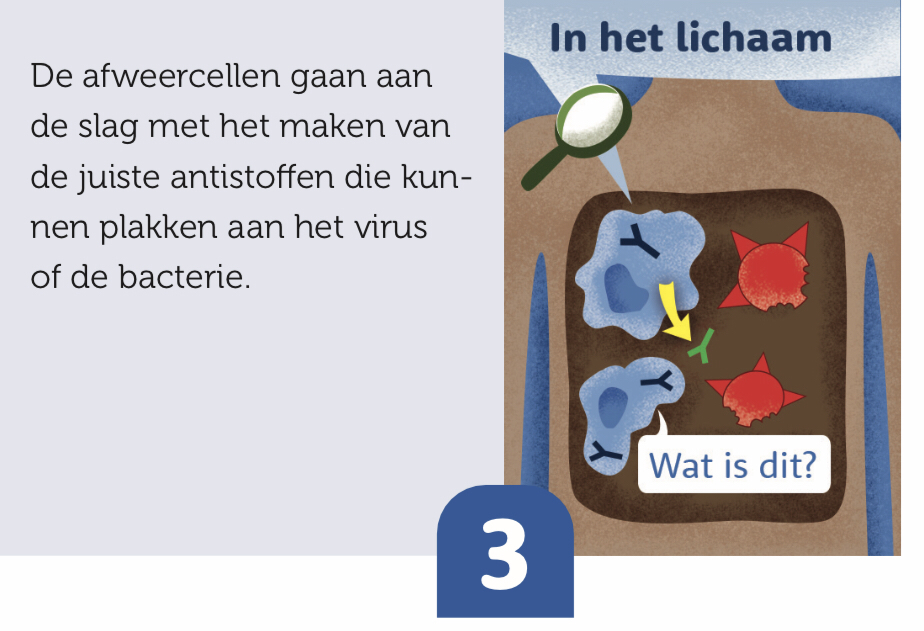 De afweercellen gaan aan
de slag met het maken van
de juiste antistoffen die kun-
nen plakken aan het virus
of de bacterie.
In het lichaam
Wat is dit?
3